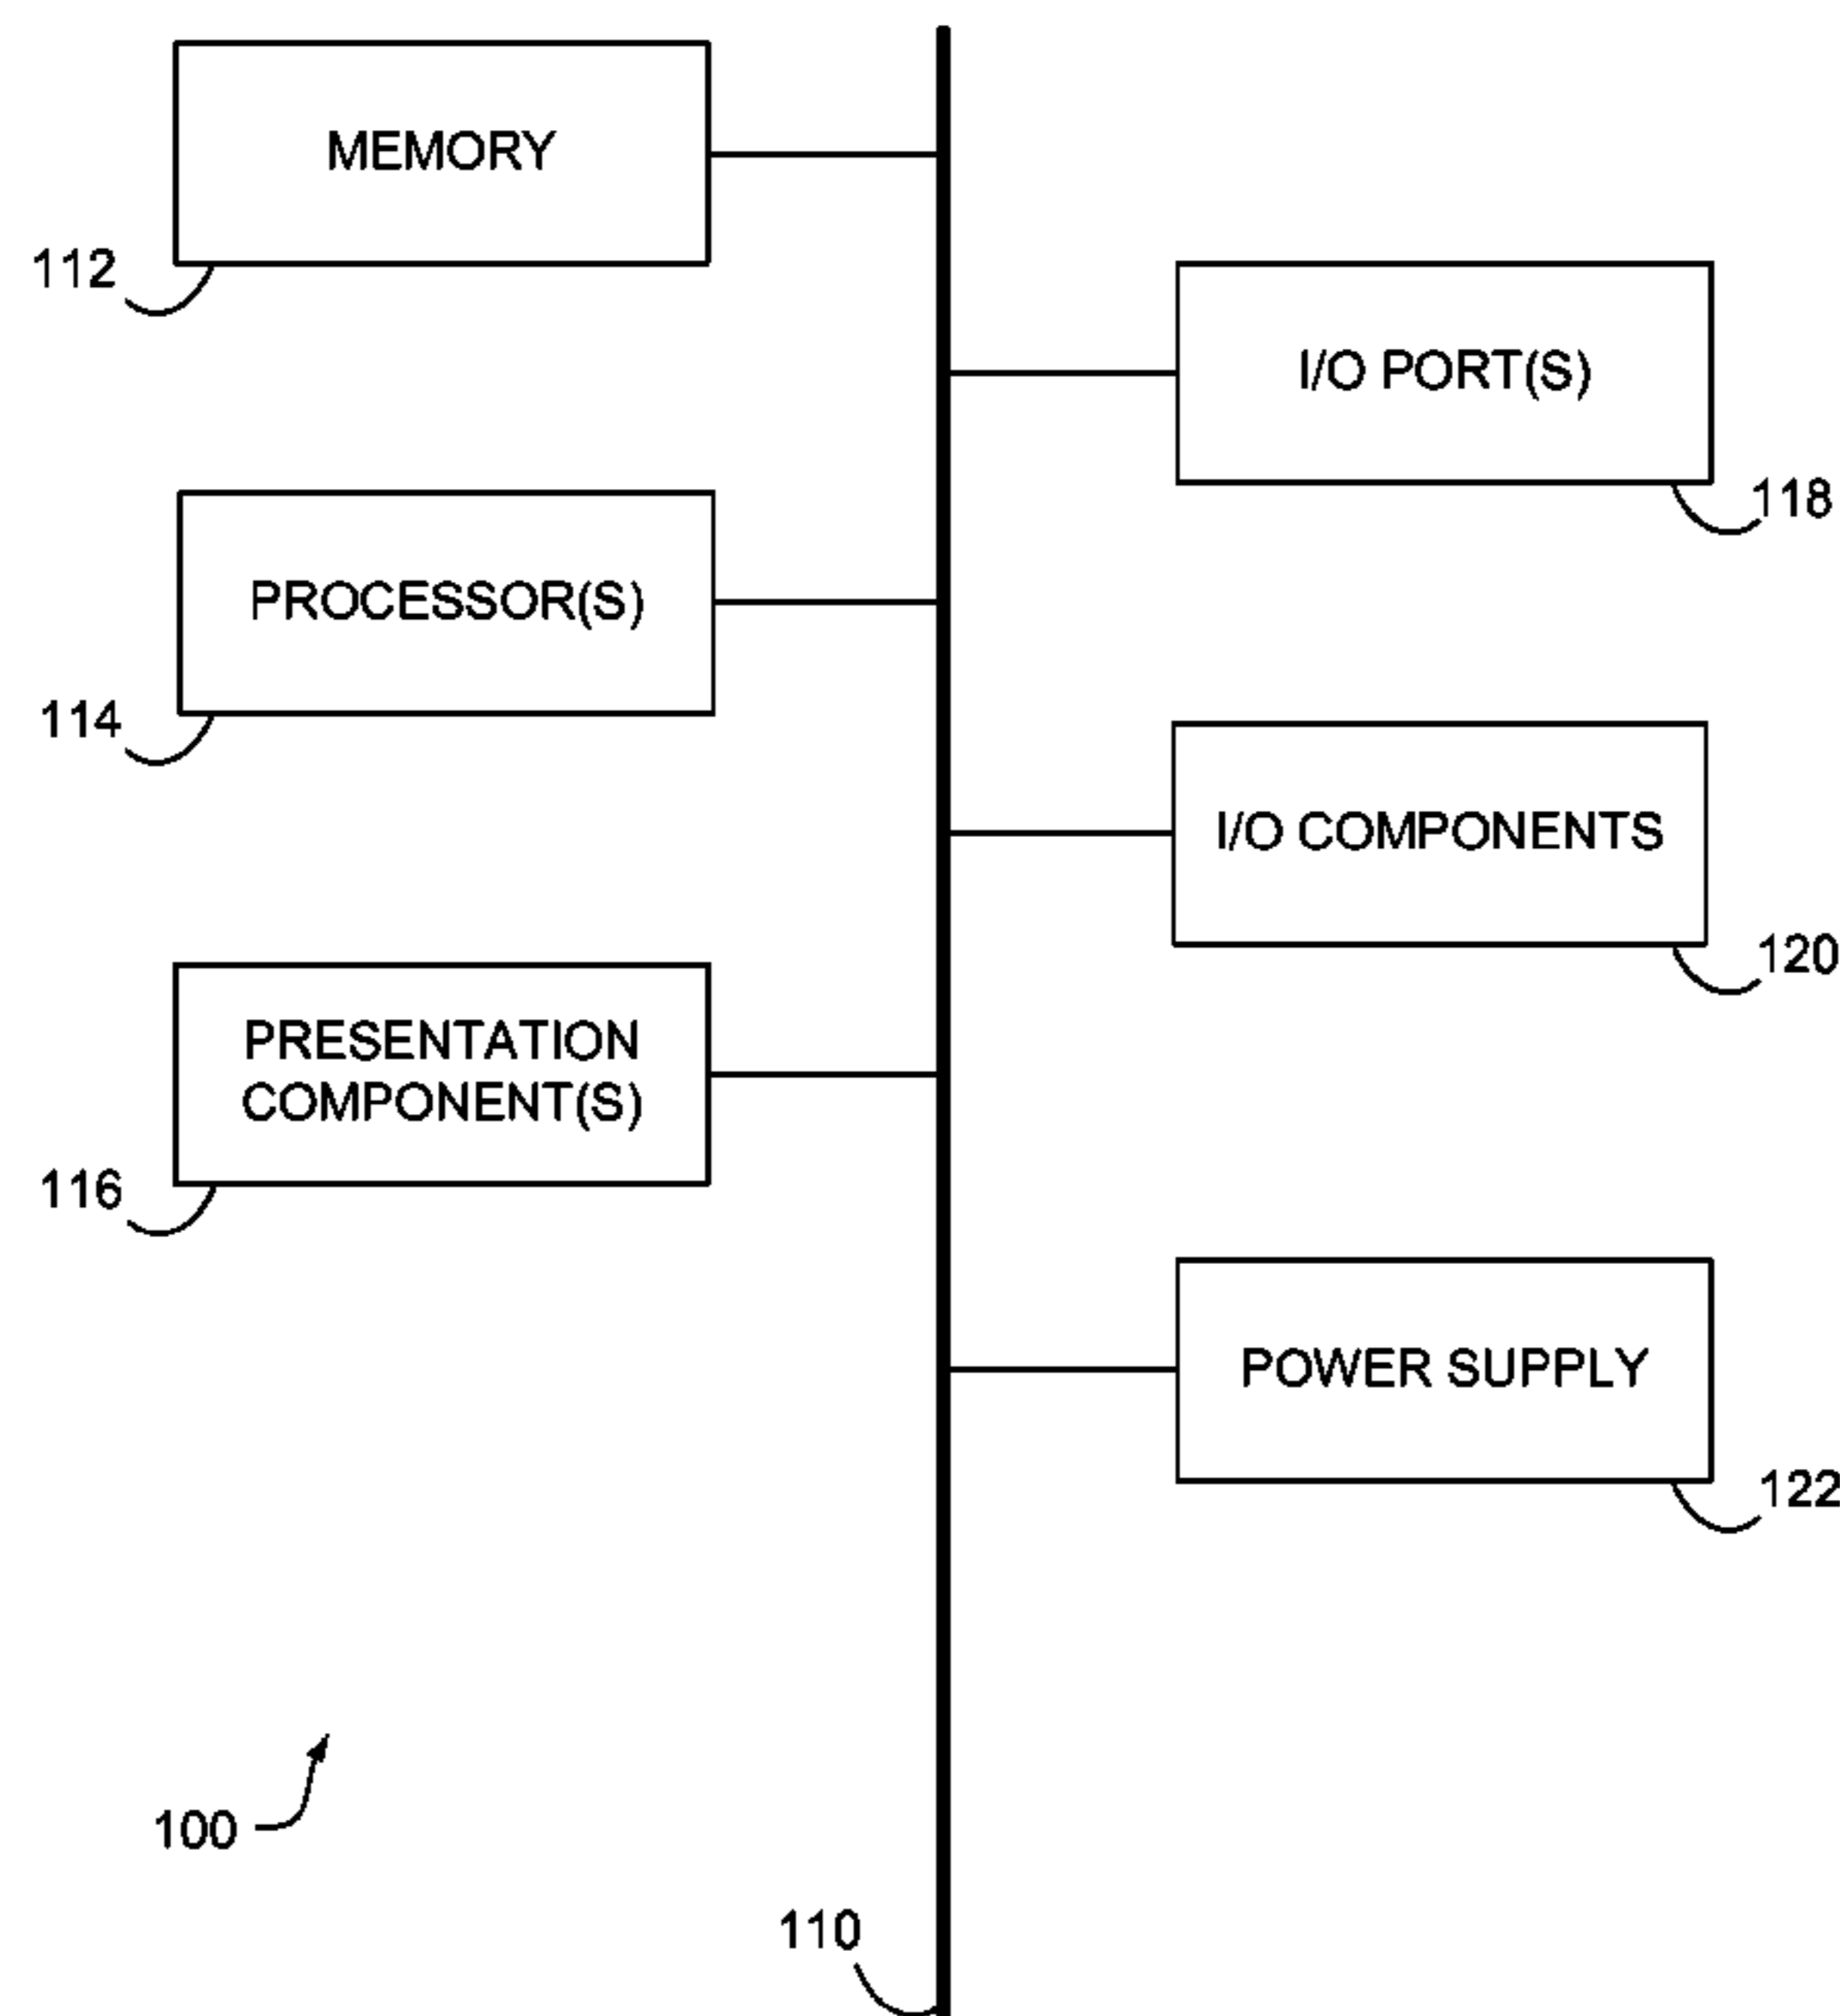 MEMORY
112
I/O PORT(S)
118
PROCESSOR(S)
114
I/O COMPONENTS
120
PRESENTATION
COMPONENT(S)
116
POWER SUPPLY
122
100
110